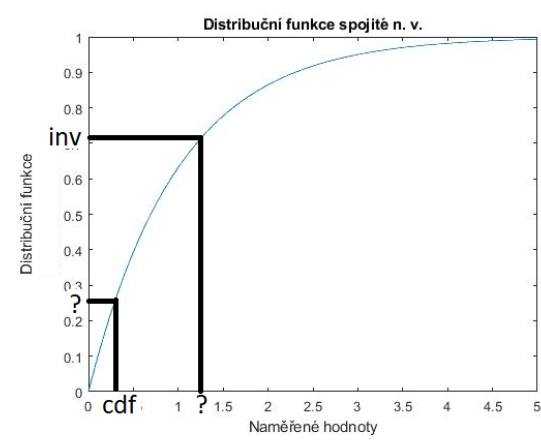 Distribuční funkce spojité n. v.
1
0.9
0.8
inv
0.6
0.5
0.4
0.3
?
0.2
0.1
0
Distribuční funkce
0 cdf 1 ? 1.5 2 2.5 3 3.5 4 4.5 5
Naměřené hodnoty